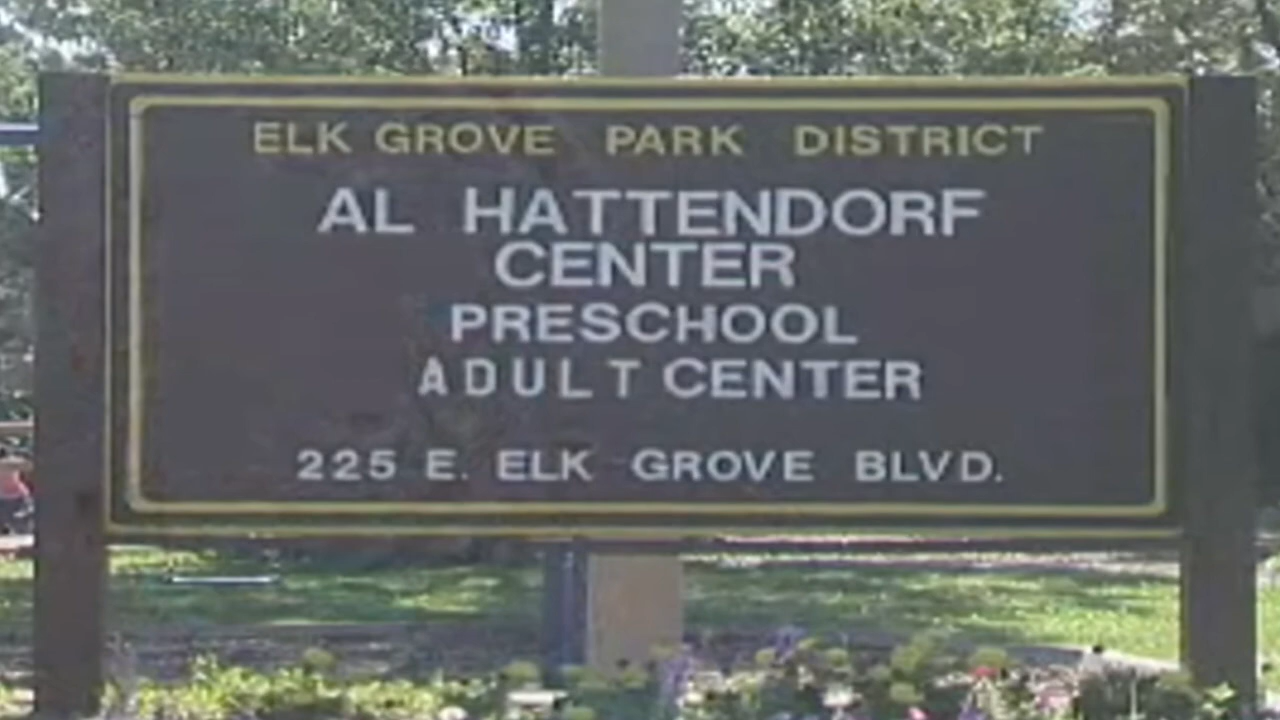 ELK GROVE PARK DISTRICT
AL HATTENDORF
CENTER
PRESCHOOL
ADULT CENTER
225 E. ELK GROVE BLVD.